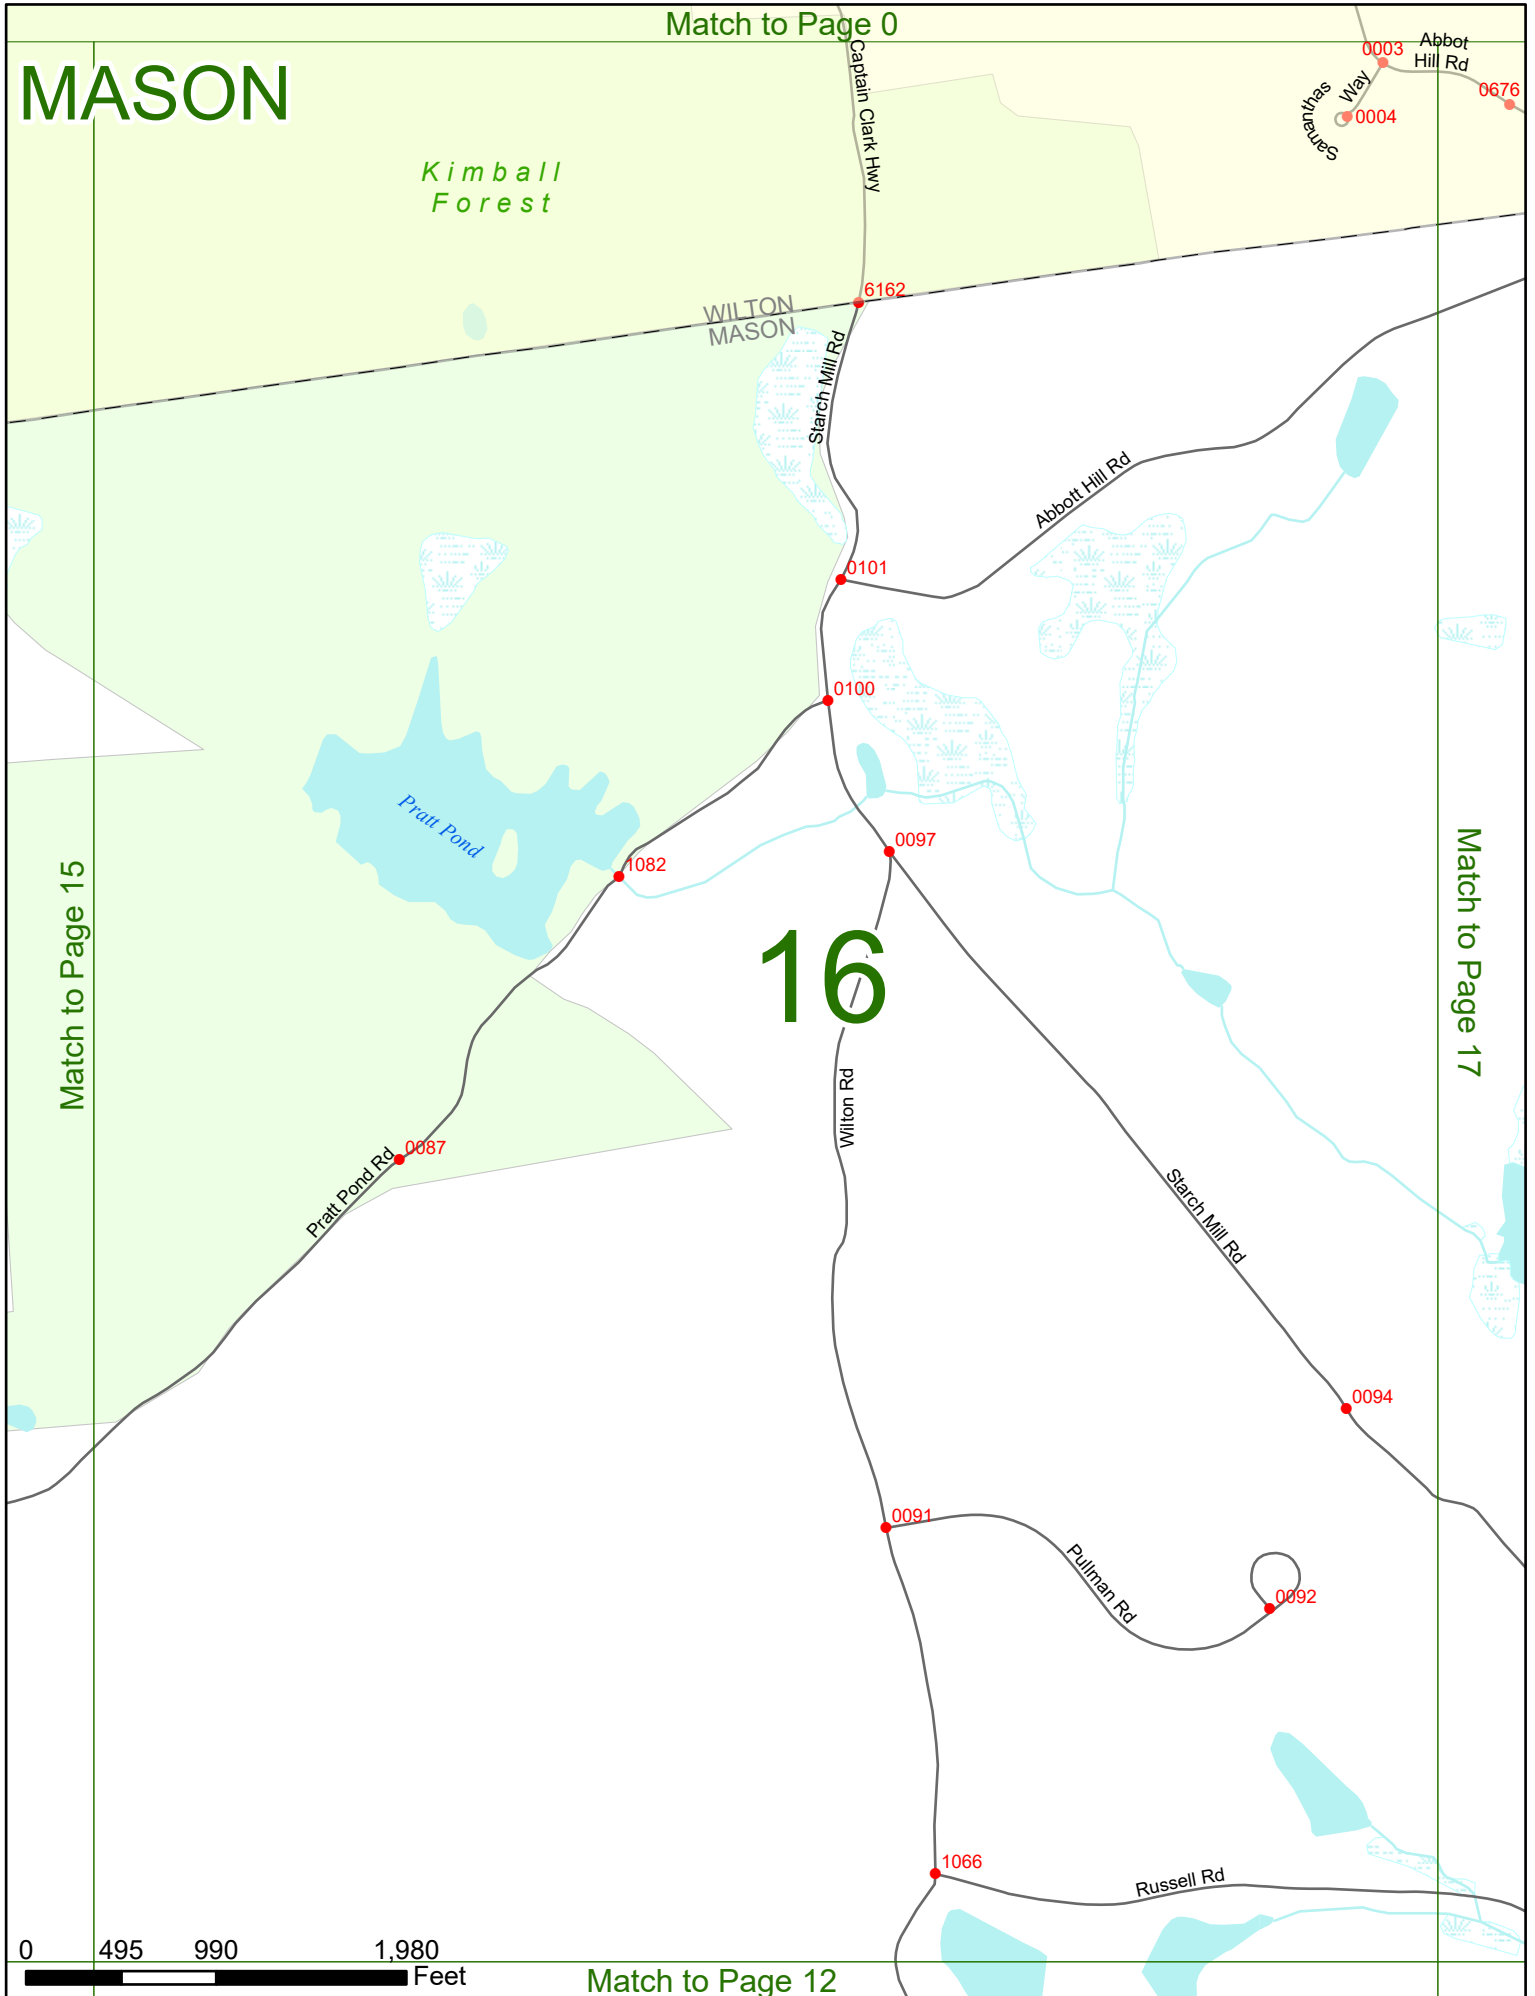 Match to Page 0
MASON
Captain Clark Hwy
0003
Abbot
Hill Rd
0676
Samanthas Way
0004
Kimball
Forest
6162
WILTON
MASON
Starch Mill Rd
Abbott Hill Rd
0101
0100
Pratt Pond
0097
1082
Match to Page 15
Match to Page 17
16
Wilton Rd
0087
Pratt Pond Rd
Starch Mill Rd
0094
0091
Pullman Rd
0092
1066
Russell Rd
0 495 990 1,980
Feet
Match to Page 12